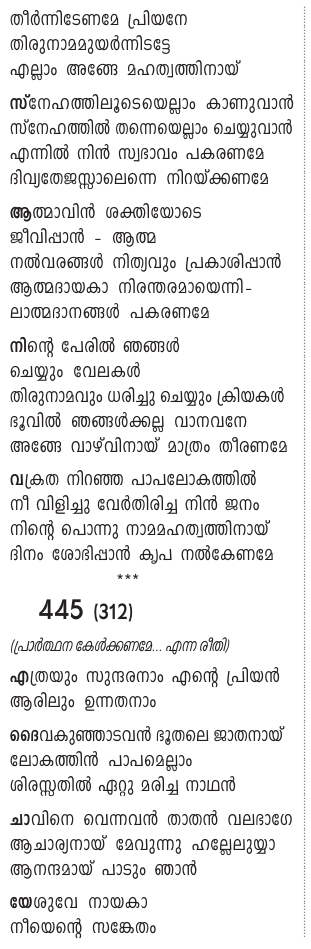 തീർന്നിടേണമേ പ്രിയനേ
തിരുനാമമുയർന്നിടട്ടേ
എല്ലാം അങ്ങേ മഹത്വത്തിനായ്
സ്നേഹത്തിലൂടെയെല്ലാം കാണുവാൻ
സ്നേഹത്തിൽ തന്നെയെല്ലാം ചെയ്യുവാൻ
എന്നിൽ നിൻ സ്വഭാവം പകരണമേ
ദിവ്യതേജസ്സാലെന്നെ നിറയ്ക്കണമേ
ആത്മാവിൻ ശക്തിയോടെ
ജീവിപ്പാൻ - ആത്മ
നൽവരങ്ങൾ നിത്യവും പ്രകാശിപ്പാൻ
ആത്മദായകാ നിരന്തരമായെന്നി-
ലാത്മദാനങ്ങൾ പകരണമേ
നിന്റെ പേരിൽ ഞങ്ങൾ
ചെയ്യും വേലകൾ
തിരുനാമവും ധരിച്ചു ചെയ്യും ക്രിയകൾ
ഭൂവിൽ ഞങ്ങൾക്കല്ല വാനവനേ
അങ്ങേ വാഴ്‌വിനായ് മാത്രം തീരണമേ
വക്രത നിറഞ്ഞ പാപലോകത്തിൽ
നീ വിളിച്ചു വേർതിരിച്ച നിൻ ജനം
നിന്റെ പൊന്നു നാമമഹത്വത്തിനായ്
ദിനം ശോഭിപ്പാൻ കൃപ നൽകേണമേ
***
445 (312)
(പ്രാർത്ഥന കേൾക്കണമേ... എന്ന രീതി)
എത്രയും സുന്ദരനാം എന്റെ പ്രിയൻ
ആരിലും ഉന്നതനാം
ദൈവകുഞ്ഞാടവൻ ഭൂതലെ ജാതനായ്
ലോകത്തിൻ പാപമെല്ലാം
ശിരസ്സതിൽ ഏറ്റു മരിച്ച നാഥൻ
ചാവിനെ വെന്നവൻ താതൻ വലഭാഗേ
ആചാര്യനായ് മേവുന്നു ഹല്ലേലുയ്യാ
ആനന്ദമായ് പാടും ഞാൻ
യേശുവേ നായകാ
നീയെന്റെ സങ്കേതം